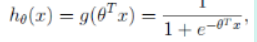 h_θ(x) = g(θ^T x) = 1 / (1 + e^{-θ^T x}),